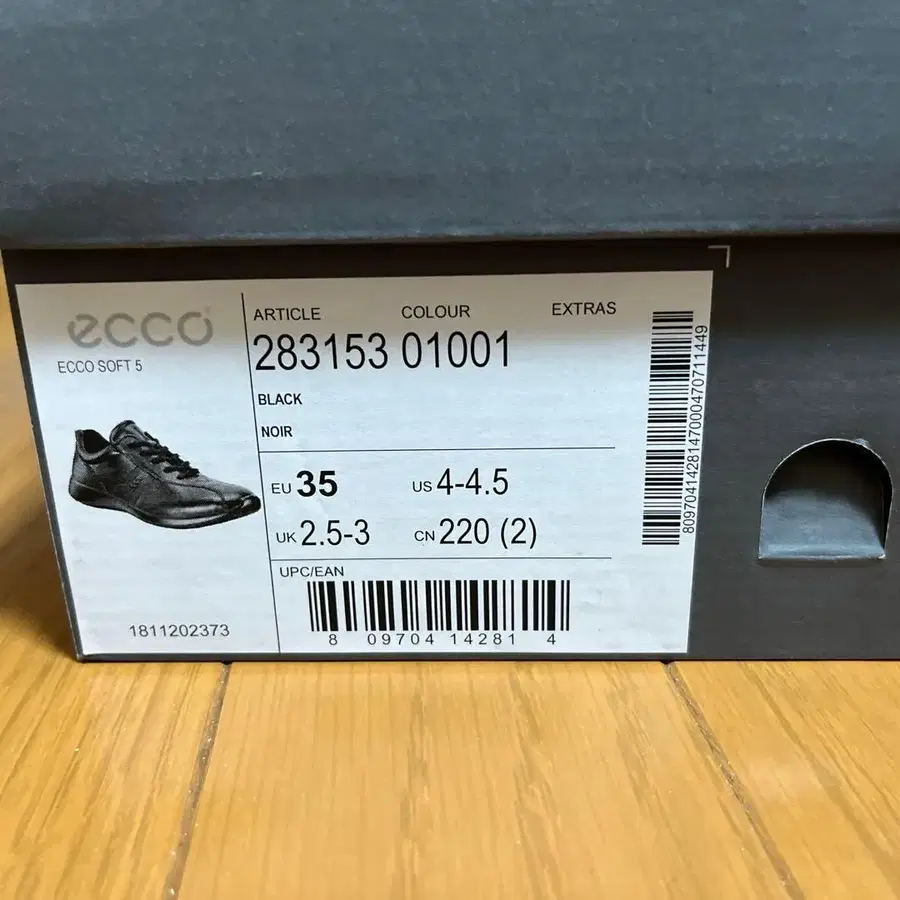 ecco
ECCO SOFT 5
1811202373
ARTICLE COLOUR EXTRAS
283153 01001
BLACK
NOIR
EU 35 US 4-4.5
UK 2.5-3 CN 220 (2)
UPC/EAN
8 09704 14281 4
8097041428147000470711449